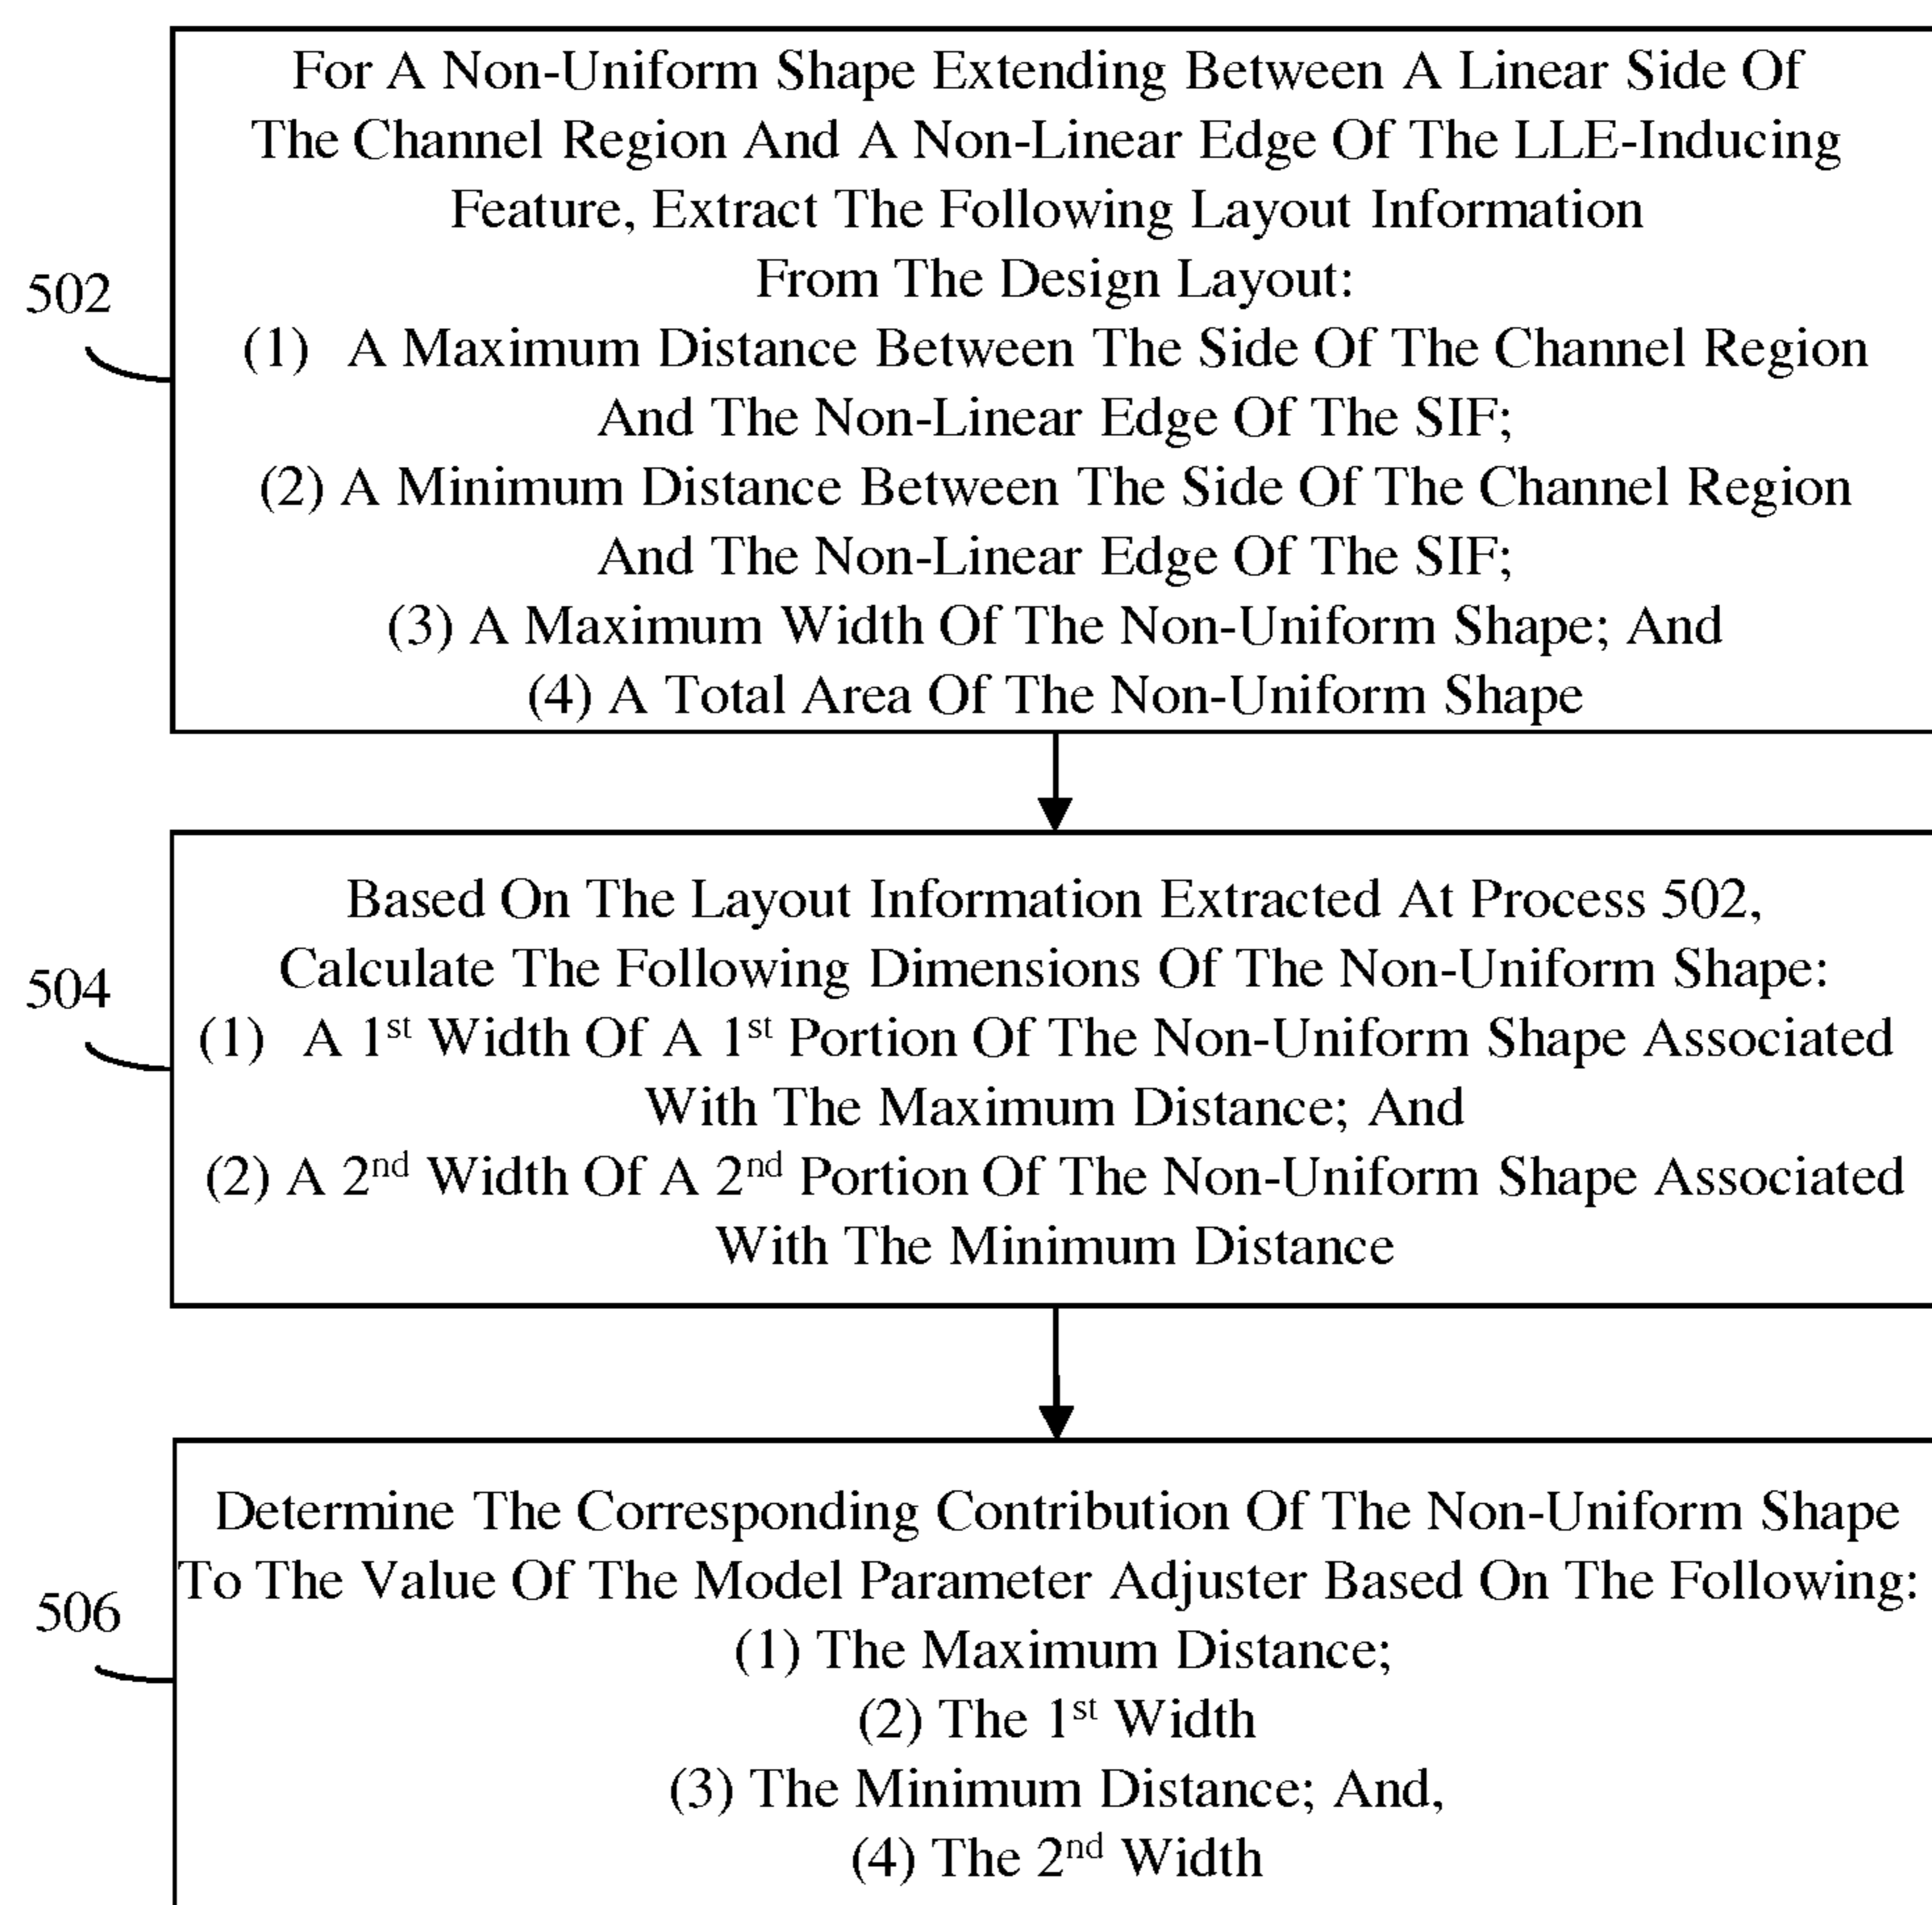 For A Non-Uniform Shape Extending Between A Linear Side Of
The Channel Region And A Non-Linear Edge Of The LLE-Inducing
Feature, Extract The Following Layout Information
From The Design Layout:
502
(1) A Maximum Distance Between The Side Of The Channel Region
And The Non-Linear Edge Of The SIF;
(2) A Minimum Distance Between The Side Of The Channel Region
And The Non-Linear Edge Of The SIF;
(3) A Maximum Width Of The Non-Uniform Shape; And
(4) A Total Area Of The Non-Uniform Shape
Based On The Layout Information Extracted At Process 502,
Calculate The Following Dimensions Of The Non-Uniform Shape:
504
(1) A 1st Width Of A 1st Portion Of The Non-Uniform Shape Associated
With The Maximum Distance; And
(2) A 2nd Width Of A 2nd Portion Of The Non-Uniform Shape Associated
With The Minimum Distance
Determine The Corresponding Contribution Of The Non-Uniform Shape
To The Value Of The Model Parameter Adjuster Based On The Following:
506
(1) The Maximum Distance;
(2) The 1st Width
(3) The Minimum Distance; And,
(4) The 2nd Width